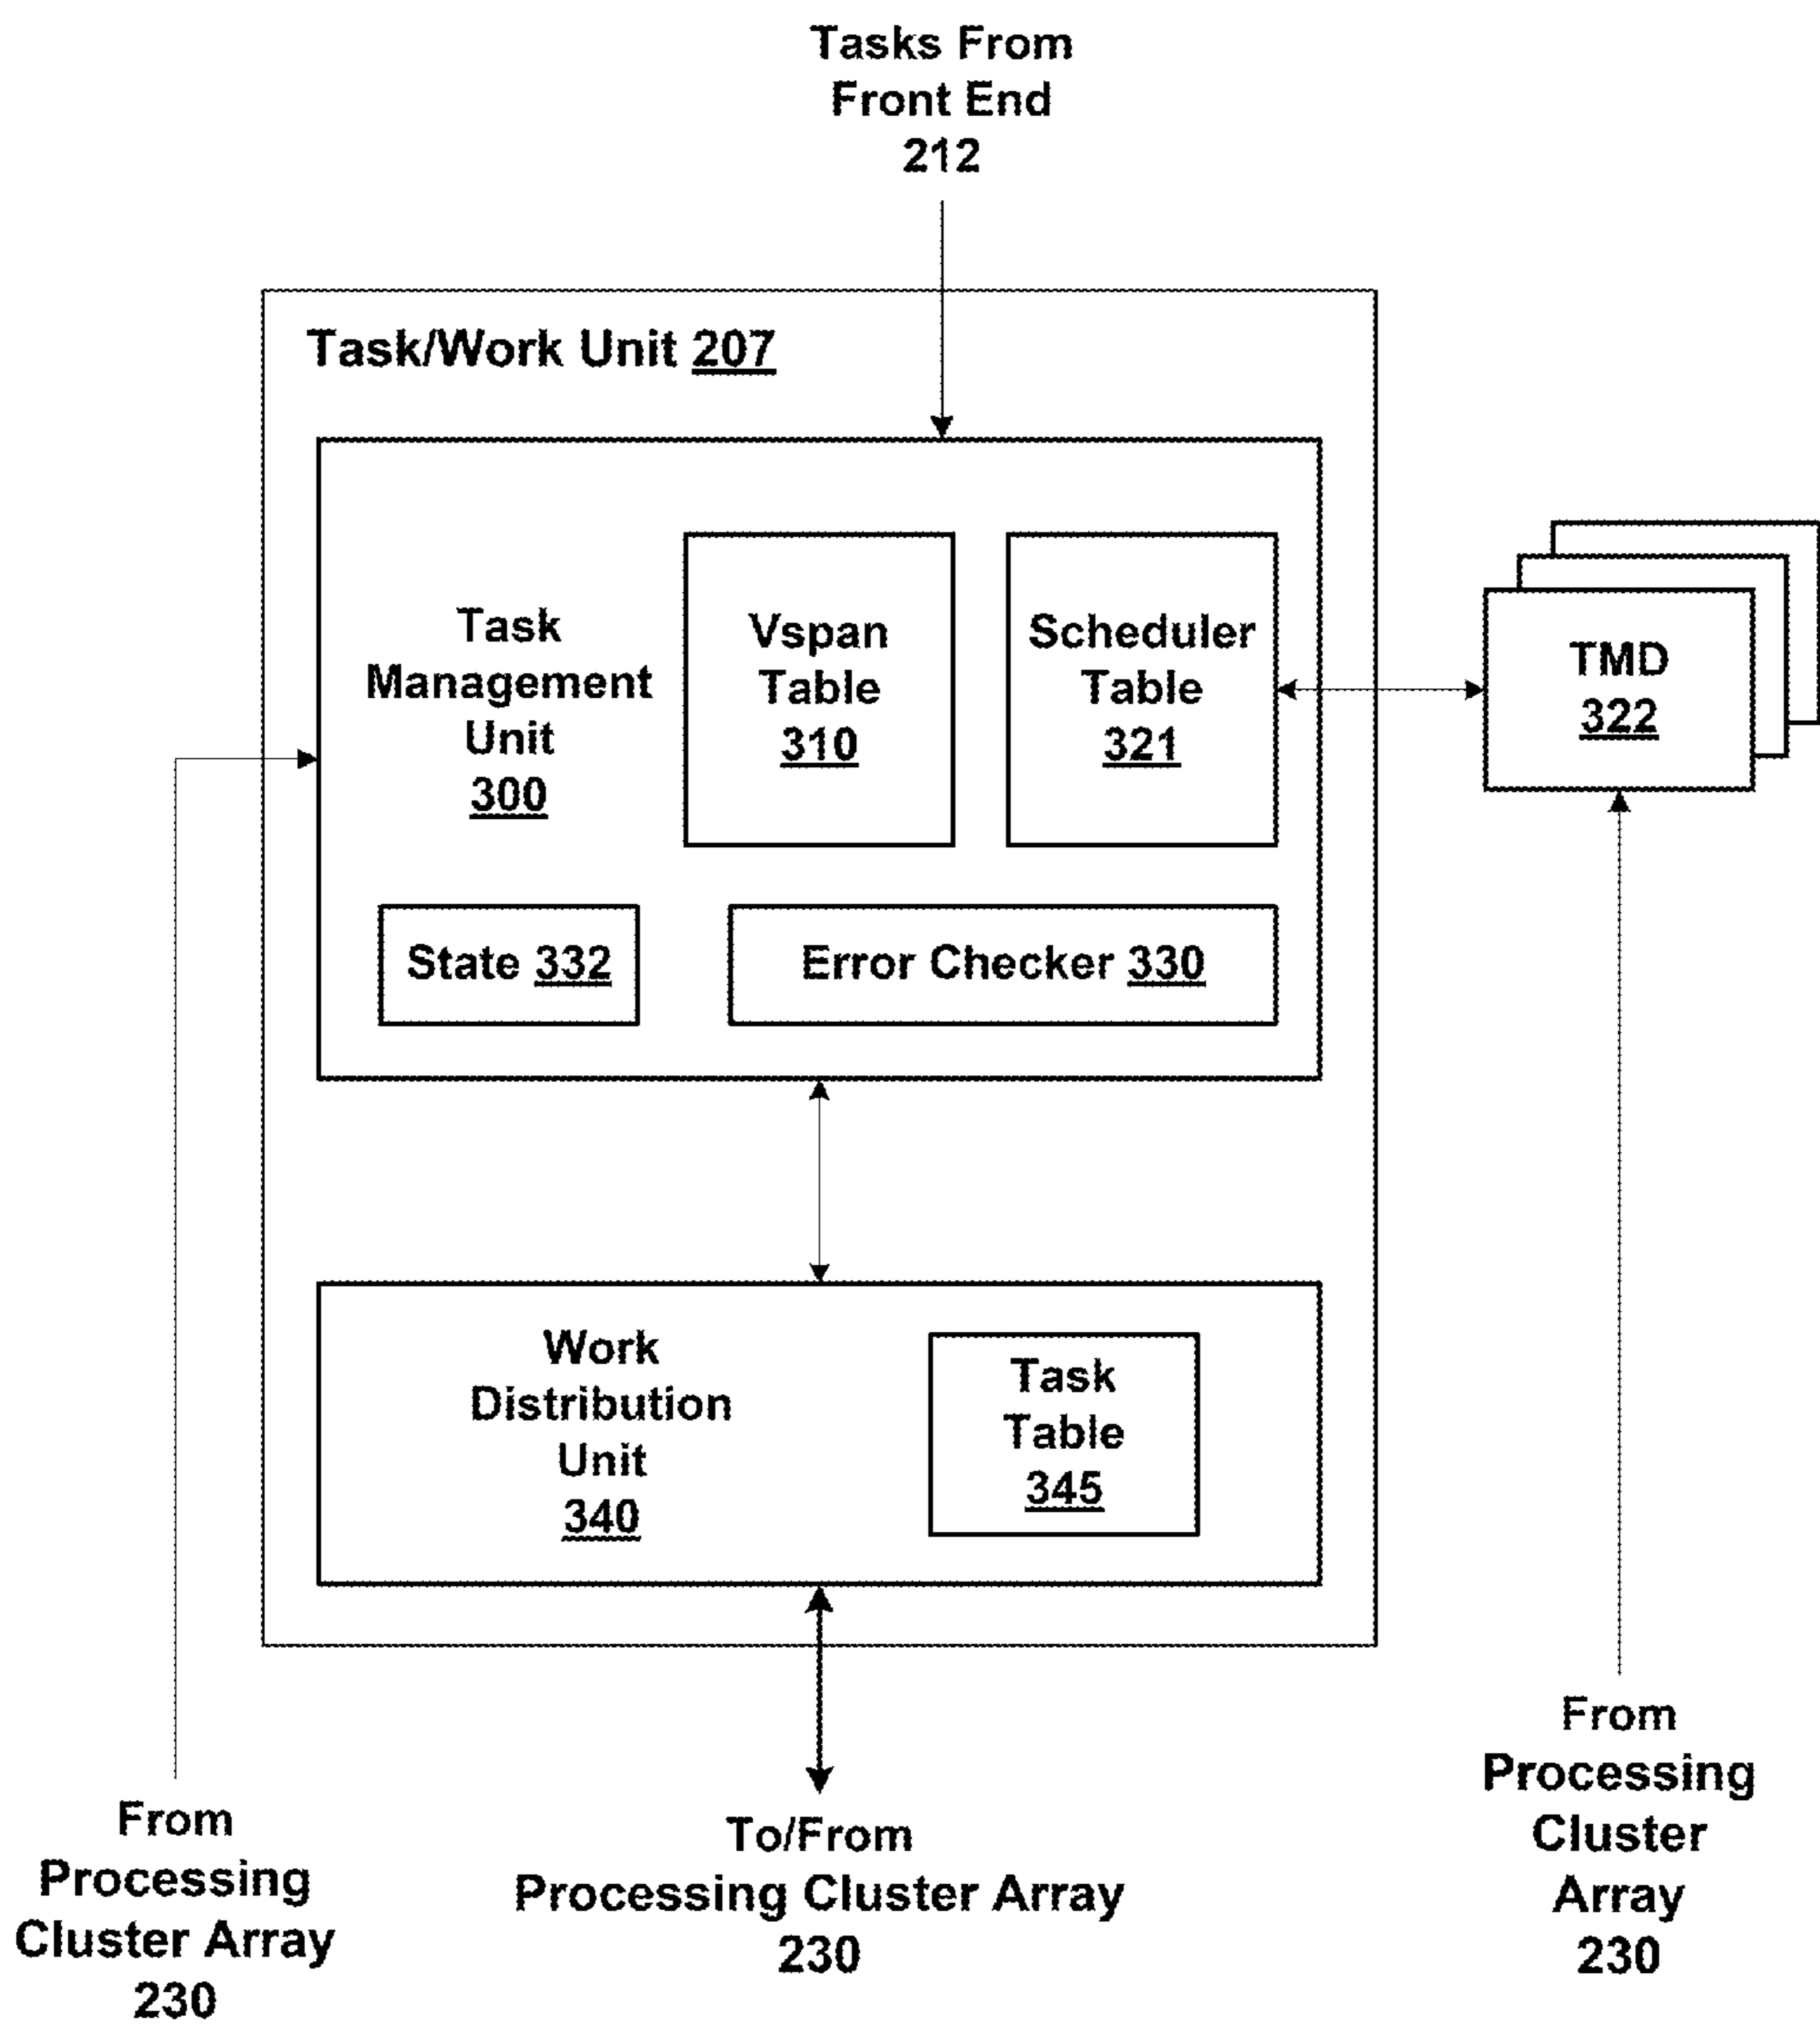 Tasks From
Front End
212
Task/Work Unit 207
Task
Management
Unit
300
Vspan
Table
310
Scheduler
Table
321
TMD
322
State 332
Error Checker 330
Work
Distribution
Unit
340
Task
Table
345
From
Processing
Cluster Array
230
To/From
Processing Cluster Array
230
From
Processing
Cluster
Array
230